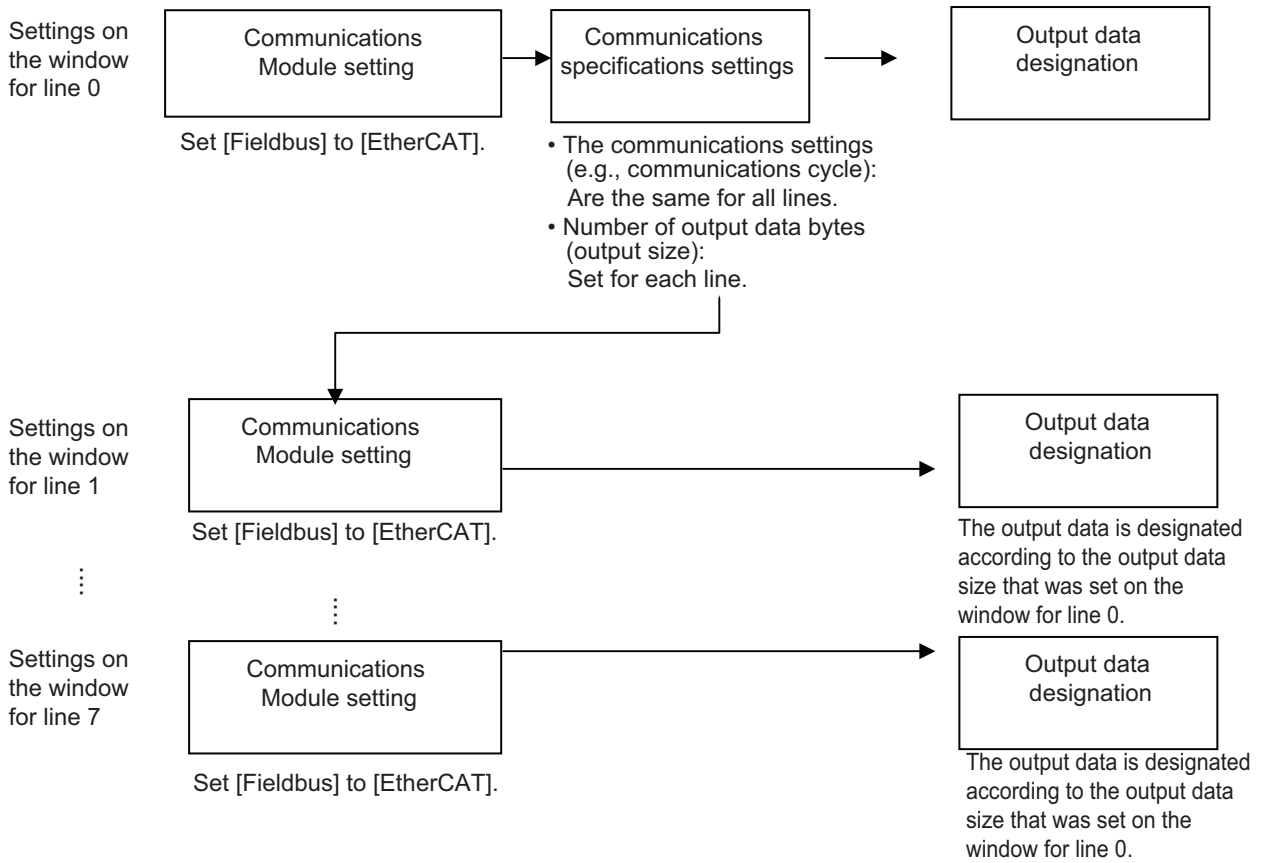 Settings on
the window
for line 0
Communications
Module setting
Set [Fieldbus] to [EtherCAT].
Communications
specifications settings
• The communications settings
(e.g., communications cycle):
Are the same for all lines.
• Number of output data bytes
(output size):
Set for each line.
Output data
designation
Settings on
the window
for line 1
Communications
Module setting
Set [Fieldbus] to [EtherCAT].
Output data
designation
The output data is designated
according to the output data
size that was set on the
window for line 0.
Settings on
the window
for line 7
Communications
Module setting
Set [Fieldbus] to [EtherCAT].
Output data
designation
The output data is designated
according to the output data
size that was set on the
window for line 0.